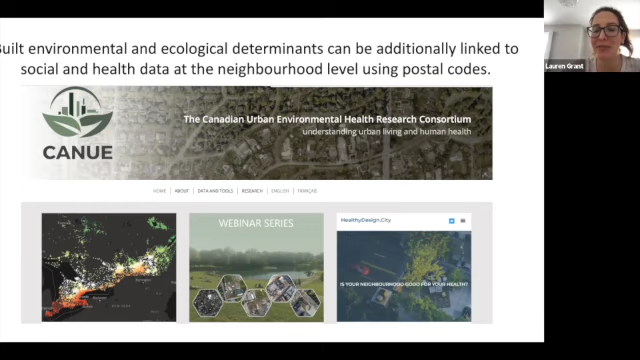 Built environmental and ecological determinants can be additionally linked to
social and health data at the neighbourhood level using postal codes.
Lauren Grant
CANUE
The Canadian Urban Environmental Health Research Consortium
understanding urban living and human health
HOME | ABOUT | DATA AND TOOLS | RESEARCH | ENGLISH | FRANÇAIS
WEBINAR SERIES
HealthyDesign.City
IS YOUR NEIGHBOURHOOD GOOD FOR YOUR HEALTH?